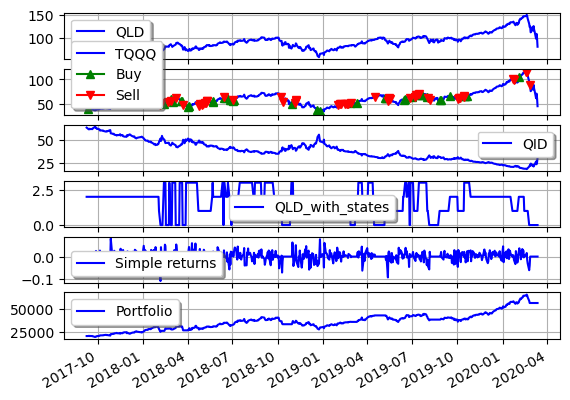 150
QLD
100
TQQQ
Buy
100
Sell
50
50
QID
25
2.5
QLD_with_states
0.0
0.0
Simple returns
−0.1
Portfolio
50000
25000
2017-10 2018-01 2018-04 2018-07 2018-10 2019-01 2019-04 2019-07 2019-10 2020-01 2020-04